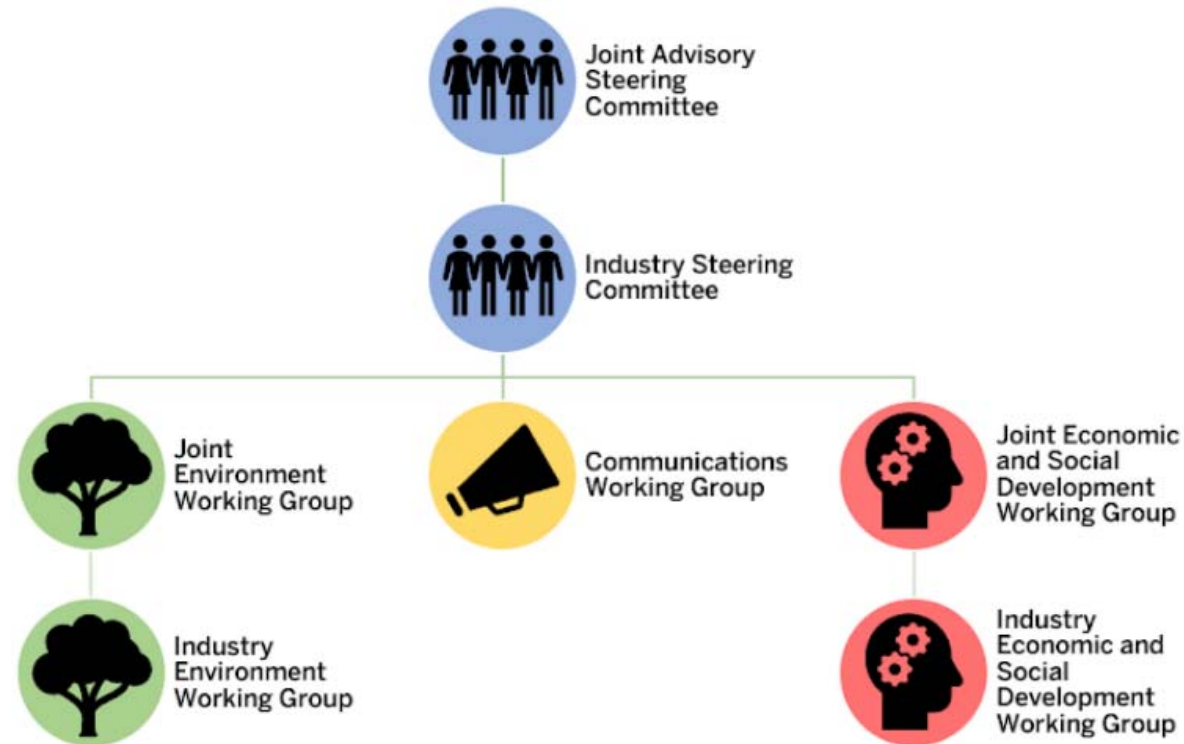 Joint Advisory
Steering
Committee
Industry Steering
Committee
Joint
Environment
Working Group
Communications
Working Group
Joint Economic
and Social
Development
Working Group
Industry
Environment
Working Group
Industry
Economic and
Social
Development
Working Group